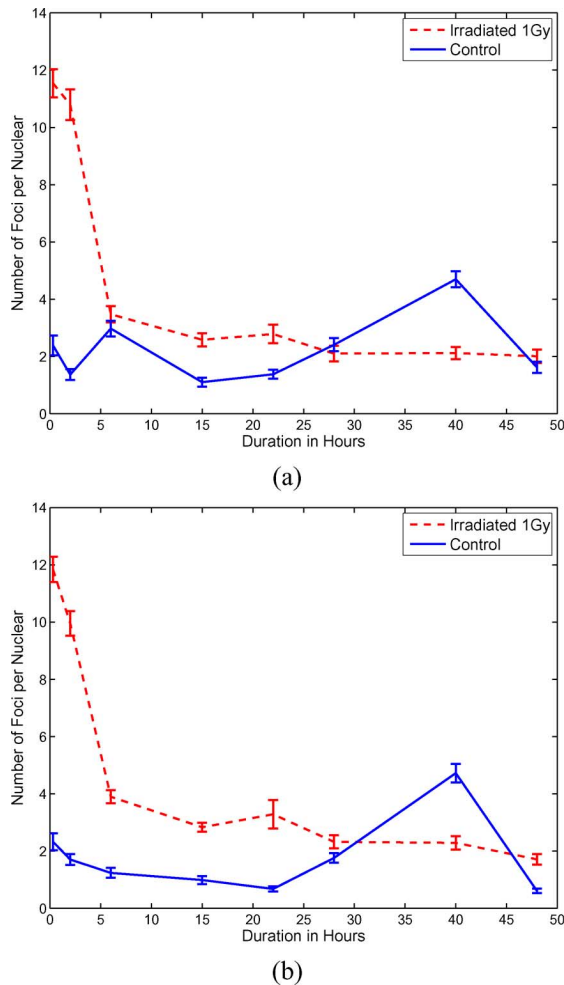 14
12
10
8
6
4
2
0
Number of Foci per Nuclear
Irradiated 1Gy
Control
0 5 10 15 20 25 30 35 40 45 50
Duration in Hours
(a)
14
12
10
8
6
4
2
0
Number of Foci per Nuclear
Irradiated 1Gy
Control
0 5 10 15 20 25 30 35 40 45 50
Duration in Hours
(b)